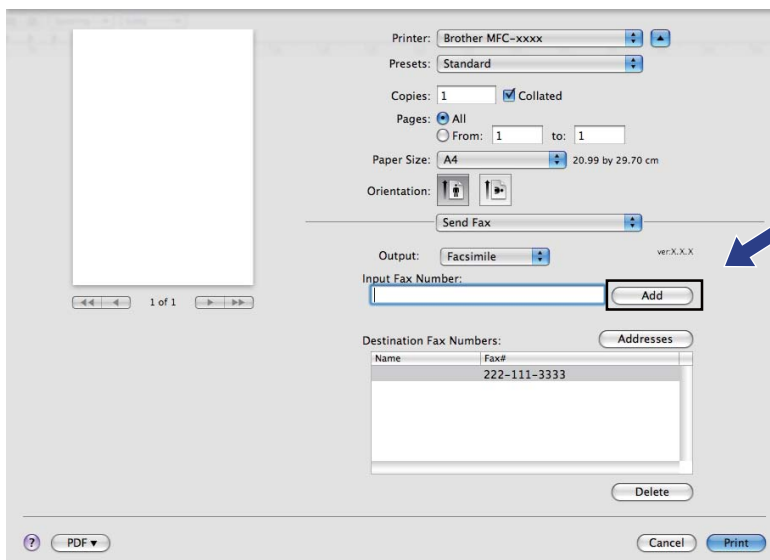 Printer: Brother MFC-xxxx
Presets: Standard
Copies: 1 Collated
Pages: All
From: 1 to: 1
Paper Size: A4 20.99 by 29.70 cm
Orientation:
Send Fax
Output: Facsimile ver:X.X.X
Input Fax Number:
Add
1 of 1
Destination Fax Numbers: Addresses
Name Fax#
222-111-3333
Delete
? PDF▼ Cancel Print